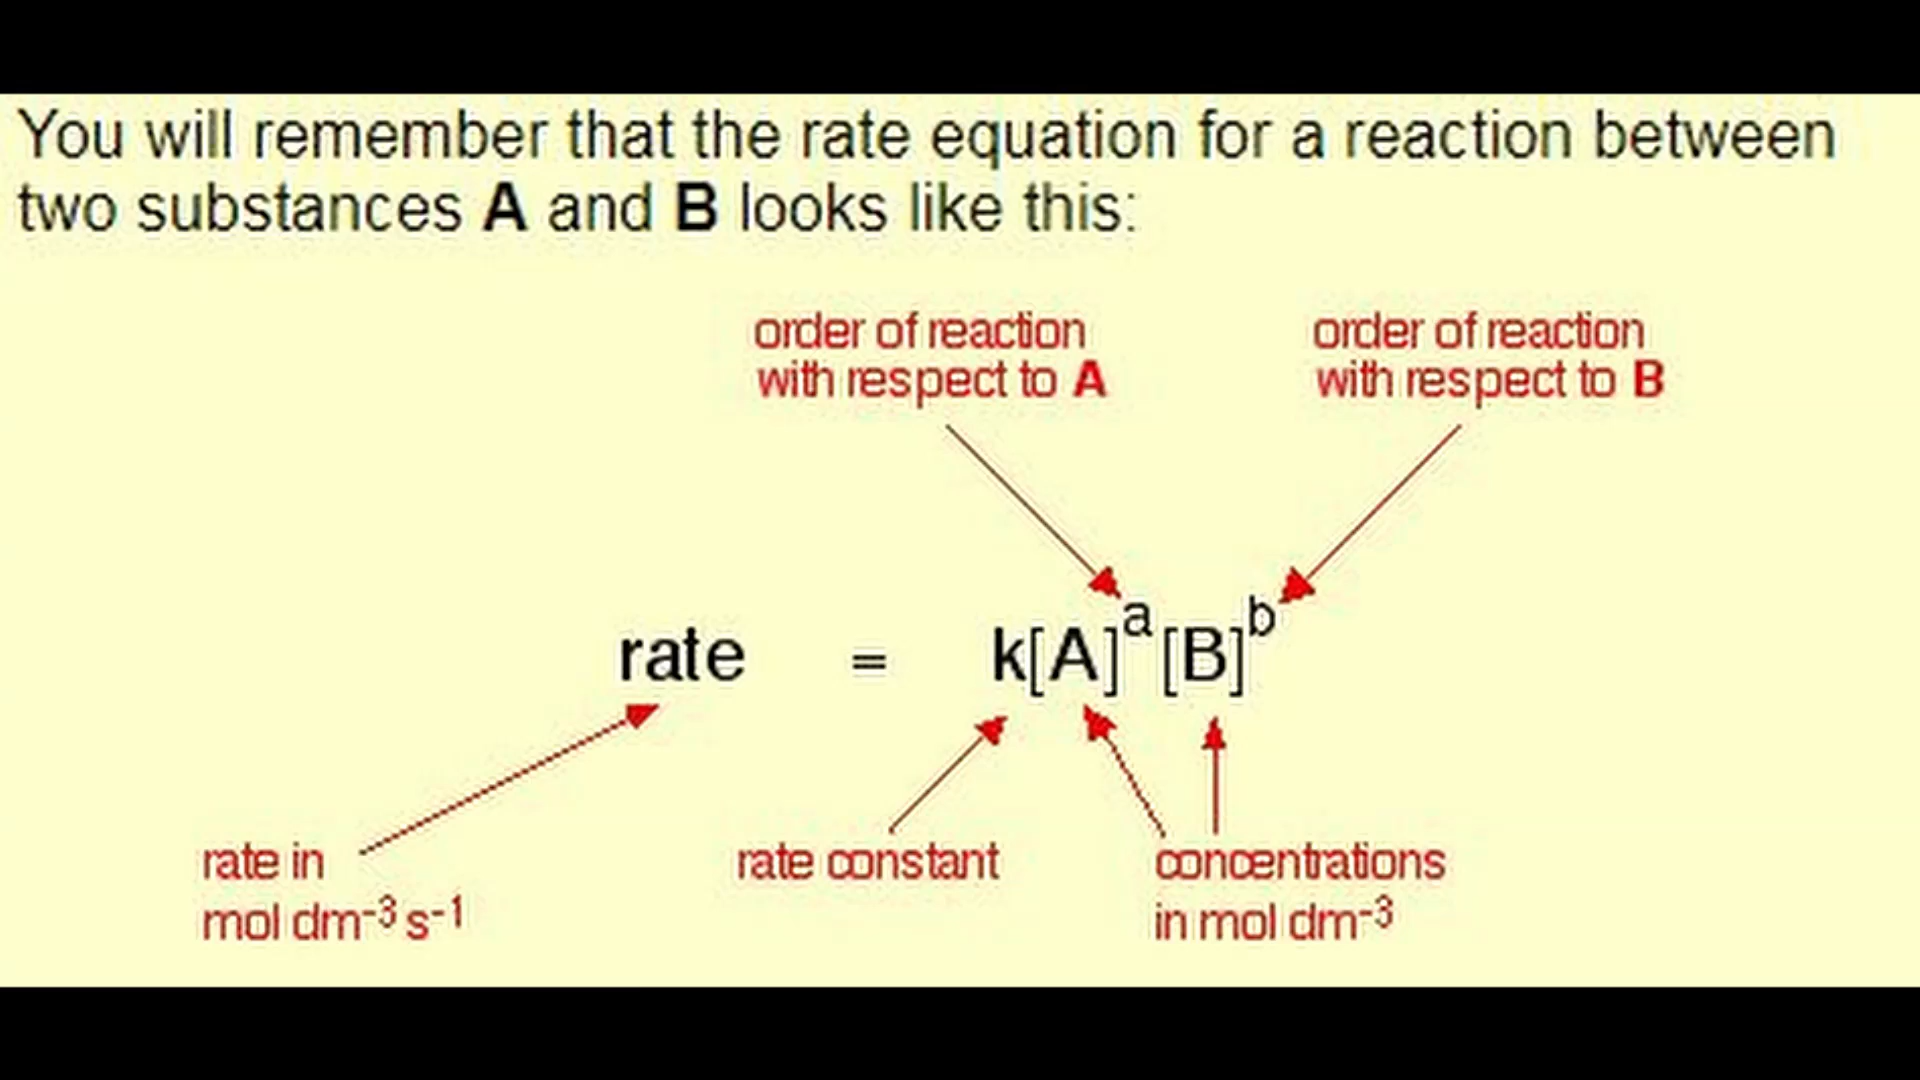 You will remember that the rate equation for a reaction between
two substances A and B looks like this:
order of reaction
with respect to A
order of reaction
with respect to B
rate = k[A]ᵃ[B]ᵇ
rate in
mol dm⁻³ s⁻¹
rate constant
concentrations
in mol dm⁻³